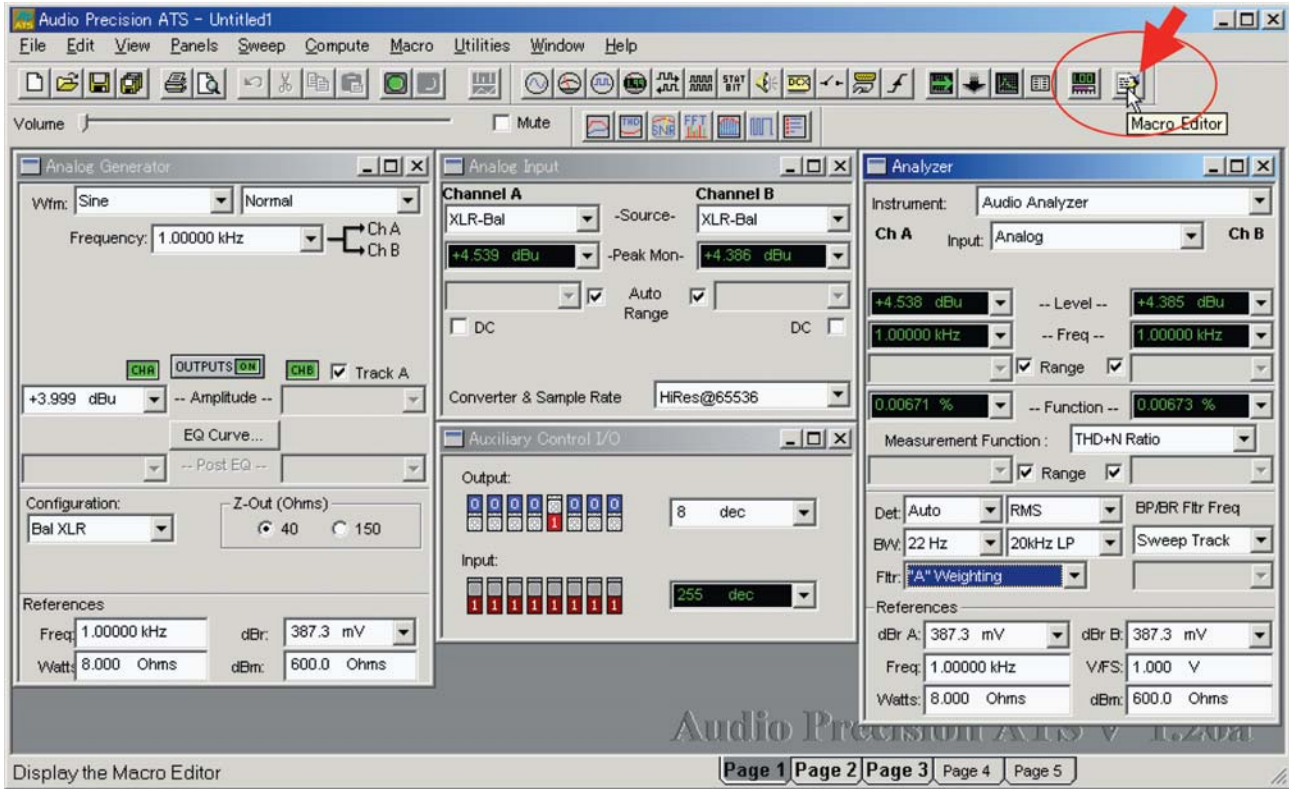 Audio Precision ATS - Untitled1
File Edit View Panels Sweep Compute Macro Utilities Window Help
STAT BIT DCX
Volume Mute THD SNR FFT
Macro Editor
Analog Generator
Wfm: Sine Normal
Frequency: 1.00000 kHz Ch A
Ch B
CHA OUTPUTS ON CHB Track A
+3.999 dBu -- Amplitude --
EQ Curve...
-- Post EQ --
Configuration: Z-Out (Ohms)
Bal XLR 40 150
References
Freq: 1.00000 kHz dBr: 387.3 mV
Watts 8.000 Ohms dBm: 600.0 Ohms
Analog Input
Channel A Channel B
XLR-Bal -Source- XLR-Bal
+4.539 dBu -Peak Mon- +4.386 dBu
Auto
Range
DC DC
Converter & Sample Rate HiRes@65536
Auxiliary Control I/O
Output:
0 0 0 0 1 0 0 0 8 dec
Input:
1 1 1 1 1 1 1 1 255 dec
Analyzer
Instrument: Audio Analyzer
Ch A Input: Analog Ch B
+4.538 dBu -- Level -- +4.385 dBu
1.00000 kHz -- Freq -- 1.00000 kHz
Range
0.00671 % -- Function -- 0.00673 %
Measurement Function : THD+N Ratio
Range
Det: Auto RMS BP/BR Fltr Freq
BW: 22 Hz 20kHz LP Sweep Track
Fltr: "A" Weighting
References
dBr A: 387.3 mV dBr B: 387.3 mV
Freq: 1.00000 kHz V/FS: 1.000 V
Watts: 8.000 Ohms dBm: 600.0 Ohms
Audio Precision ATS v 1.20a
Display the Macro Editor Page 1 Page 2 Page 3 Page 4 Page 5